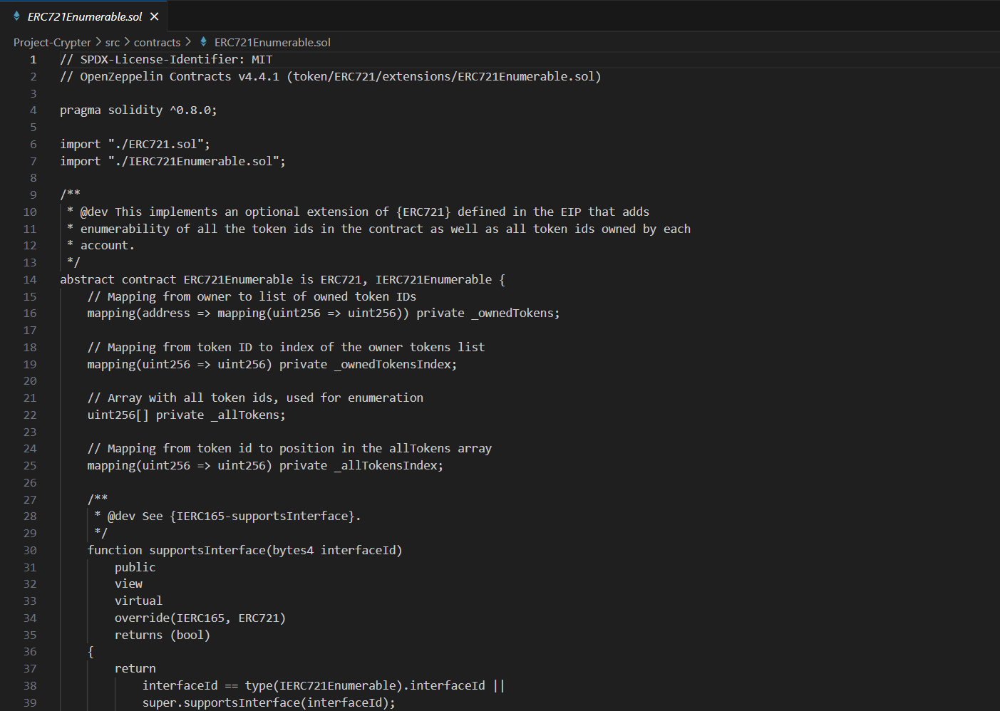 ERC721Enumerable.sol
Project-Crypter > src > contracts > ERC721Enumerable.sol
1 // SPDX-License-Identifier: MIT
2 // OpenZeppelin Contracts v4.4.1 (token/ERC721/extensions/ERC721Enumerable.sol)
3
4 pragma solidity ^0.8.0;
5
6 import "./ERC721.sol";
7 import "./IERC721Enumerable.sol";
8
9 /**
10 * @dev This implements an optional extension of {ERC721} defined in the EIP that adds
11 * enumerability of all the token ids in the contract as well as all token ids owned by each
12 * account.
13 */
14 abstract contract ERC721Enumerable is ERC721, IERC721Enumerable {
15 // Mapping from owner to list of owned token IDs
16 mapping(address => mapping(uint256 => uint256)) private _ownedTokens;
17
18 // Mapping from token ID to index of the owner tokens list
19 mapping(uint256 => uint256) private _ownedTokensIndex;
20
21 // Array with all token ids, used for enumeration
22 uint256[] private _allTokens;
23
24 // Mapping from token id to position in the allTokens array
25 mapping(uint256 => uint256) private _allTokensIndex;
26
27 /**
28 * @dev See {IERC165-supportsInterface}.
29 */
30 function supportsInterface(bytes4 interfaceId)
31 public
32 view
33 virtual
34 override(IERC165, ERC721)
35 returns (bool)
36 {
37 return
38 interfaceId == type(IERC721Enumerable).interfaceId ||
39 super.supportsInterface(interfaceId);